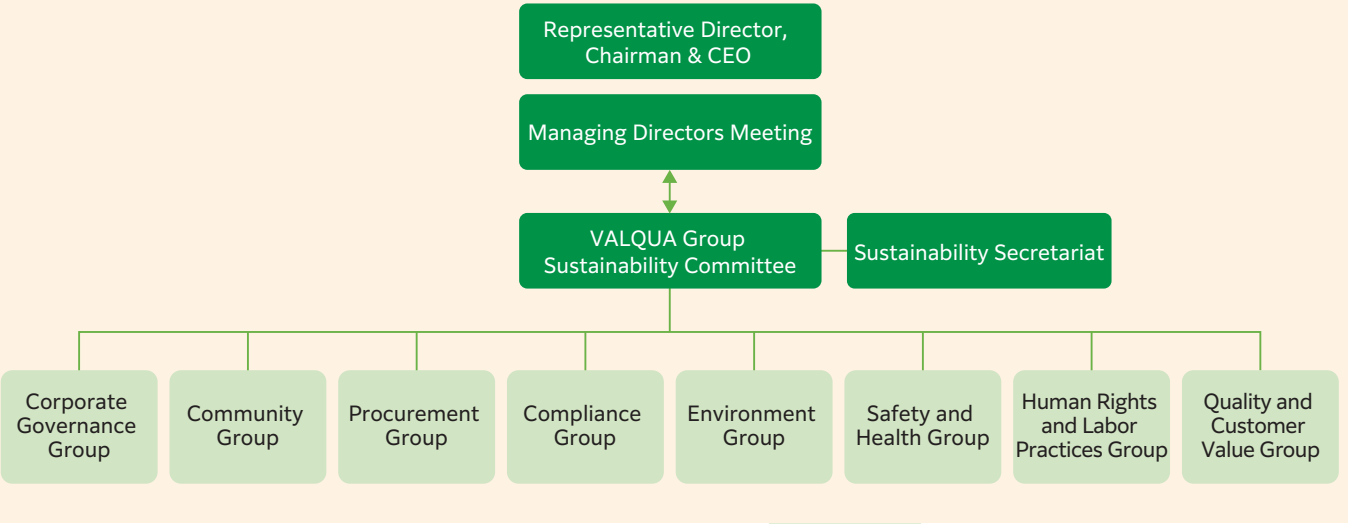 Representative Director,
Chairman & CEO
Managing Directors Meeting
VALQUA Group
Sustainability Committee
Sustainability Secretariat
Corporate
Governance
Group
Community
Group
Procurement
Group
Compliance
Group
Environment
Group
Safety and
Health Group
Human Rights
and Labor
Practices Group
Quality and
Customer
Value Group